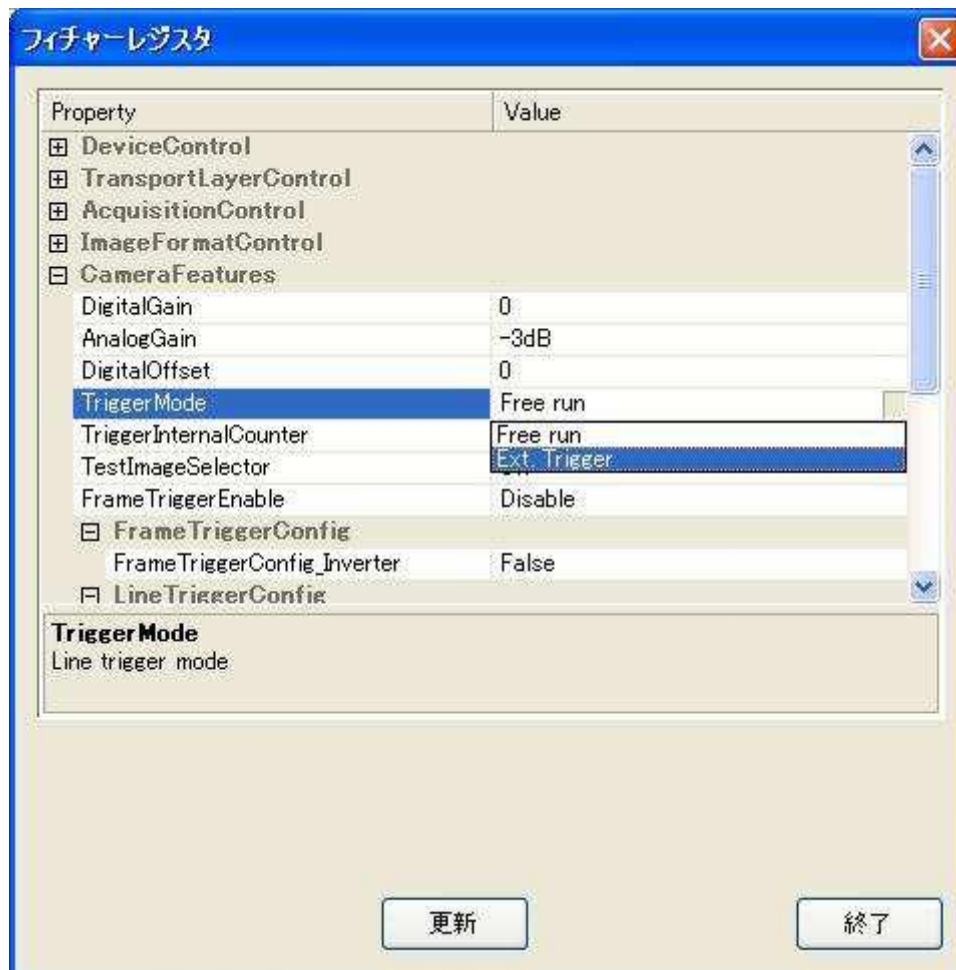 フィチャーレジスタ
Property Value
DeviceControl
TransportLayerControl
AcquisitionControl
ImageFormatControl
CameraFeatures
DigitalGain 0
AnalogGain -3dB
DigitalOffset 0
TriggerMode Free run
TriggerInternalCounter Free run
Ext. Trigger
TestImageSelector
FrameTriggerEnable Disable
FrameTriggerConfig
FrameTriggerConfig_Inverter False
LineTriggerConfig
TriggerMode
Line trigger mode
更新 終了